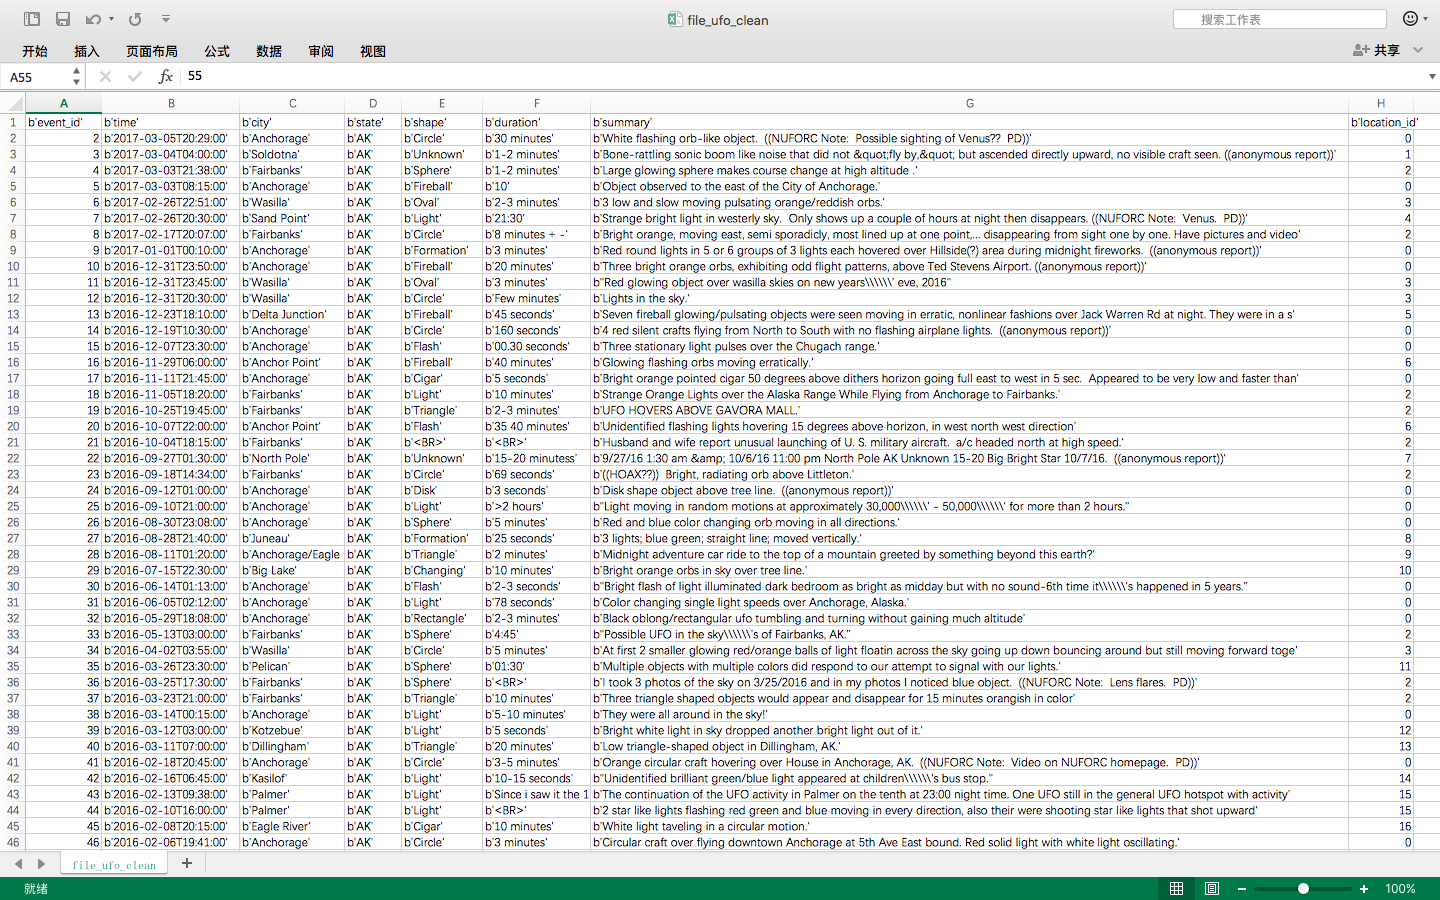 file_ufo_clean
搜索工作表
开始 插入 页面布局 公式 数据 审阅 视图 共享
A55 fx 55
A B C D E F G H
1 b'event_id' b'time' b'city' b'state' b'shape' b'duration' b'summary' b'location_id'
2 2 b'2017-03-05T20:29:00' b'Anchorage' b'AK' b'Circle' b'30 minutes' b'White flashing orb-like object.  ((NUFORC Note:  Possible sighting of Venus??  PD))' 0
3 3 b'2017-03-04T04:00:00' b'Soldotna' b'AK' b'Unknown' b'1-2 minutes' b'Bone-rattling sonic boom like noise that did not &quot;fly by,&quot; but ascended directly upward, no visible craft seen. ((anonymous report))' 1
4 4 b'2017-03-03T21:38:00' b'Fairbanks' b'AK' b'Sphere' b'1-2 minutes' b'Large glowing sphere makes course change at high altitude .' 2
5 5 b'2017-03-03T08:15:00' b'Anchorage' b'AK' b'Fireball' b'10' b'Object observed to the east of the City of Anchorage.' 0
6 6 b'2017-02-26T22:51:00' b'Wasilla' b'AK' b'Oval' b'2-3 minutes' b'3 low and slow moving pulsating orange/reddish orbs.' 3
7 7 b'2017-02-26T20:30:00' b'Sand Point' b'AK' b'Light' b'21:30' b'Strange bright light in westerly sky.  Only shows up a couple of hours at night then disappears. ((NUFORC Note:  Venus.  PD))' 4
8 8 b'2017-02-17T20:07:00' b'Fairbanks' b'AK' b'Circle' b'8 minutes + -' b'Bright orange, moving east, semi sporadicly, most lined up at one point,... disappearing from sight one by one. Have pictures and video' 2
9 9 b'2017-01-01T00:10:00' b'Anchorage' b'AK' b'Formation' b'3 minutes' b'Red round lights in 5 or 6 groups of 3 lights each hovered over Hillside(?) area during midnight fireworks.  ((anonymous report))' 0
10 10 b'2016-12-31T23:50:00' b'Anchorage' b'AK' b'Fireball' b'20 minutes' b'Three bright orange orbs, exhibiting odd flight patterns, above Ted Stevens Airport. ((anonymous report))' 0
11 11 b'2016-12-31T23:45:00' b'Wasilla' b'AK' b'Oval' b'3 minutes' b"Red glowing object over wasilla skies on new years\\\\\\' eve, 2016" 3
12 12 b'2016-12-31T20:30:00' b'Wasilla' b'AK' b'Circle' b'Few minutes' b'Lights in the sky.' 3
13 13 b'2016-12-23T18:10:00' b'Delta Junction' b'AK' b'Fireball' b'45 seconds' b'Seven fireball glowing/pulsating objects were seen moving in erratic, nonlinear fashions over Jack Warren Rd at night. They were in a s' 5
14 14 b'2016-12-19T10:30:00' b'Anchorage' b'AK' b'Circle' b'160 seconds' b'4 red silent crafts flying from North to South with no flashing airplane lights.  ((anonymous report))' 0
15 15 b'2016-12-07T23:30:00' b'Anchorage' b'AK' b'Flash' b'00.30 seconds' b'Three stationary light pulses over the Chugach range.' 0
16 16 b'2016-11-29T06:00:00' b'Anchor Point' b'AK' b'Fireball' b'40 minutes' b'Glowing flashing orbs moving erratically.' 6
17 17 b'2016-11-11T21:45:00' b'Anchorage' b'AK' b'Cigar' b'5 seconds' b'Bright orange pointed cigar 50 degrees above dithers horizon going full east to west in 5 sec.  Appeared to be very low and faster than' 0
18 18 b'2016-11-05T18:20:00' b'Fairbanks' b'AK' b'Light' b'10 minutes' b'Strange Orange Lights over the Alaska Range While Flying from Anchorage to Fairbanks.' 2
19 19 b'2016-10-25T19:45:00' b'Fairbanks' b'AK' b'Triangle' b'2-3 minutes' b'UFO HOVERS ABOVE GAVORA MALL.' 2
20 20 b'2016-10-07T22:00:00' b'Anchor Point' b'AK' b'Flash' b'35 40 minutes' b'Unidentified flashing lights hovering 15 degrees above horizon, in west north west direction' 6
21 21 b'2016-10-04T18:15:00' b'Fairbanks' b'AK' b'<BR>' b'<BR>' b'Husband and wife report unusual launching of U. S. military aircraft.  a/c headed north at high speed.' 2
22 22 b'2016-09-27T01:30:00' b'North Pole' b'AK' b'Unknown' b'15-20 minutess' b'9/27/16 1:30 am &amp; 10/6/16 11:00 pm North Pole AK Unknown 15-20 Big Bright Star 10/7/16.  ((anonymous report))' 7
23 23 b'2016-09-18T14:34:00' b'Fairbanks' b'AK' b'Circle' b'69 seconds' b'((HOAX??))  Bright, radiating orb above Littleton.' 2
24 24 b'2016-09-12T01:00:00' b'Anchorage' b'AK' b'Disk' b'3 seconds' b'Disk shape object above tree line.  ((anonymous report))' 0
25 25 b'2016-09-10T21:00:00' b'Anchorage' b'AK' b'Light' b'>2 hours' b"Light moving in random motions at approximately 30,000\\\\\\' - 50,000\\\\\\' for more than 2 hours." 0
26 26 b'2016-08-30T23:08:00' b'Anchorage' b'AK' b'Sphere' b'5 minutes' b'Red and blue color changing orb moving in all directions.' 0
27 27 b'2016-08-28T21:40:00' b'Juneau' b'AK' b'Formation' b'25 seconds' b'3 lights; blue green; straight line; moved vertically.' 8
28 28 b'2016-08-11T01:20:00' b'Anchorage/Eagle b'AK' b'Triangle' b'2 minutes' b'Midnight adventure car ride to the top of a mountain greeted by something beyond this earth?' 9
29 29 b'2016-07-15T22:30:00' b'Big Lake' b'AK' b'Changing' b'10 minutes' b'Bright orange orbs in sky over tree line.' 10
30 30 b'2016-06-14T01:13:00' b'Anchorage' b'AK' b'Flash' b'2-3 seconds' b"Bright flash of light illuminated dark bedroom as bright as midday but with no sound-6th time it\\\\\\'s happened in 5 years." 0
31 31 b'2016-06-05T02:12:00' b'Anchorage' b'AK' b'Light' b'78 seconds' b'Color changing single light speeds over Anchorage, Alaska.' 0
32 32 b'2016-05-29T18:08:00' b'Anchorage' b'AK' b'Rectangle' b'2-3 minutes' b'Black oblong/rectangular ufo tumbling and turning without gaining much altitude' 0
33 33 b'2016-05-13T03:00:00' b'Fairbanks' b'AK' b'Sphere' b'4:45' b"Possible UFO in the sky\\\\\\'s of Fairbanks, AK." 2
34 34 b'2016-04-02T03:55:00' b'Wasilla' b'AK' b'Circle' b'5 minutes' b'At first 2 smaller glowing red/orange balls of light floatin across the sky going up down bouncing around but still moving forward toge' 3
35 35 b'2016-03-26T23:30:00' b'Pelican' b'AK' b'Sphere' b'01:30' b'Multiple objects with multiple colors did respond to our attempt to signal with our lights.' 11
36 36 b'2016-03-25T17:30:00' b'Fairbanks' b'AK' b'Sphere' b'<BR>' b'I took 3 photos of the sky on 3/25/2016 and in my photos I noticed blue object.  ((NUFORC Note:  Lens flares.  PD))' 2
37 37 b'2016-03-23T21:00:00' b'Fairbanks' b'AK' b'Triangle' b'10 minutes' b'Three triangle shaped objects would appear and disappear for 15 minutes orangish in color' 2
38 38 b'2016-03-14T00:15:00' b'Anchorage' b'AK' b'Light' b'5-10 minutes' b'They were all around in the sky!' 0
39 39 b'2016-03-12T03:00:00' b'Kotzebue' b'AK' b'Light' b'5 seconds' b'Bright white light in sky dropped another bright light out of it.' 12
40 40 b'2016-03-11T07:00:00' b'Dillingham' b'AK' b'Triangle' b'20 minutes' b'Low triangle-shaped object in Dillingham, AK.' 13
41 41 b'2016-02-18T20:45:00' b'Anchorage' b'AK' b'Circle' b'3-5 minutes' b'Orange circular craft hovering over House in Anchorage, AK.  ((NUFORC Note:  Video on NUFORC homepage.  PD))' 0
42 42 b'2016-02-16T06:45:00' b'Kasilof' b'AK' b'Light' b'10-15 seconds' b"Unidentified brilliant green/blue light appeared at children\\\\\\'s bus stop." 14
43 43 b'2016-02-13T09:38:00' b'Palmer' b'AK' b'Light' b'Since i saw it the 1 b'The continuation of the UFO activity in Palmer on the tenth at 23:00 night time. One UFO still in the general UFO hotspot with activity' 15
44 44 b'2016-02-10T16:00:00' b'Palmer' b'AK' b'Light' b'<BR>' b'2 star like lights flashing red green and blue moving in every direction, also their were shooting star like lights that shot upward' 15
45 45 b'2016-02-08T20:15:00' b'Eagle River' b'AK' b'Cigar' b'10 minutes' b'White light taveling in a circular motion.' 16
46 46 b'2016-02-06T19:41:00' b'Anchorage' b'AK' b'Circle' b'3 minutes' b'Circular craft over flying downtown Anchorage at 5th Ave East bound. Red solid light with white light oscillating.' 0
file_ufo_clean
就绪 100%